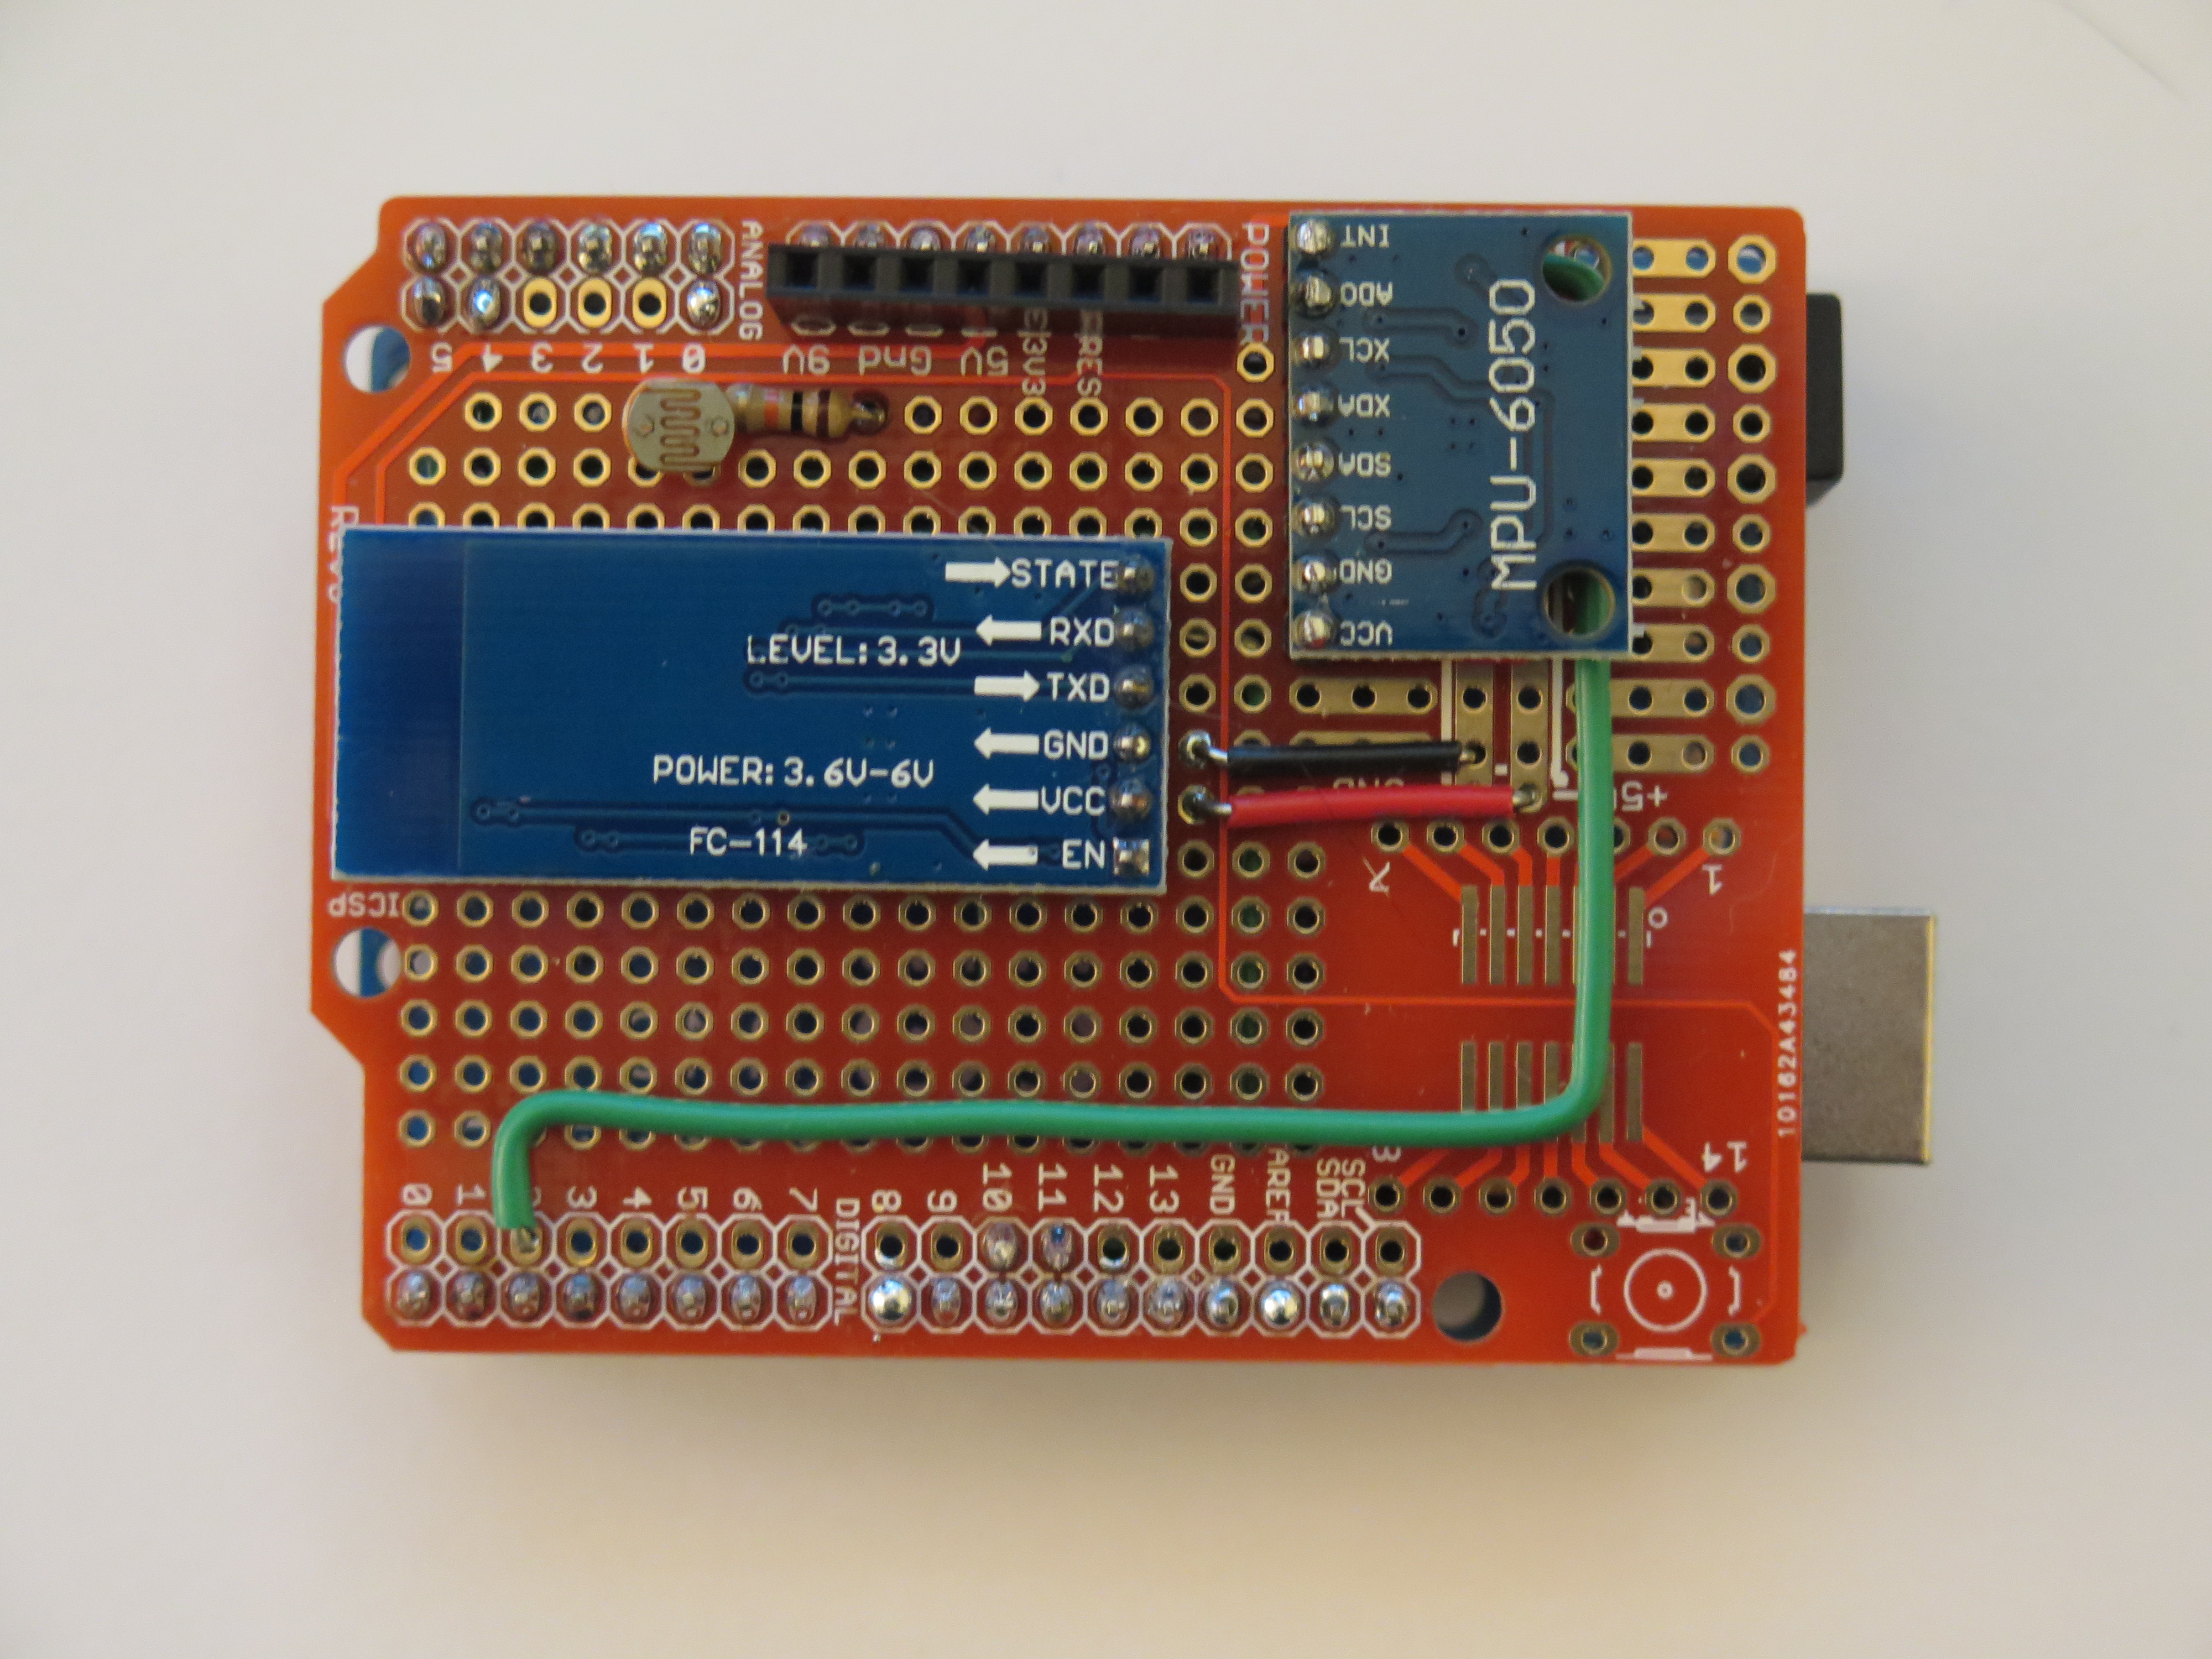 ANALOG
POWER
5 4 3 2 1 0
9V Gnd 5V 3V3 RES
INT
ADO
XCL
XDA
SDA
SCL
GND
VCC
MPU-6050
STATE
RXD
LEVEL:3.3V
TXD
GND
POWER:3.6V-6V
VCC
FC-114
EN
ICSP
7 1
10162A43484
14
0 1 3 4 5 6 7
DIGITAL
8 9 10 11 12 13 GND AREF SDA SCL